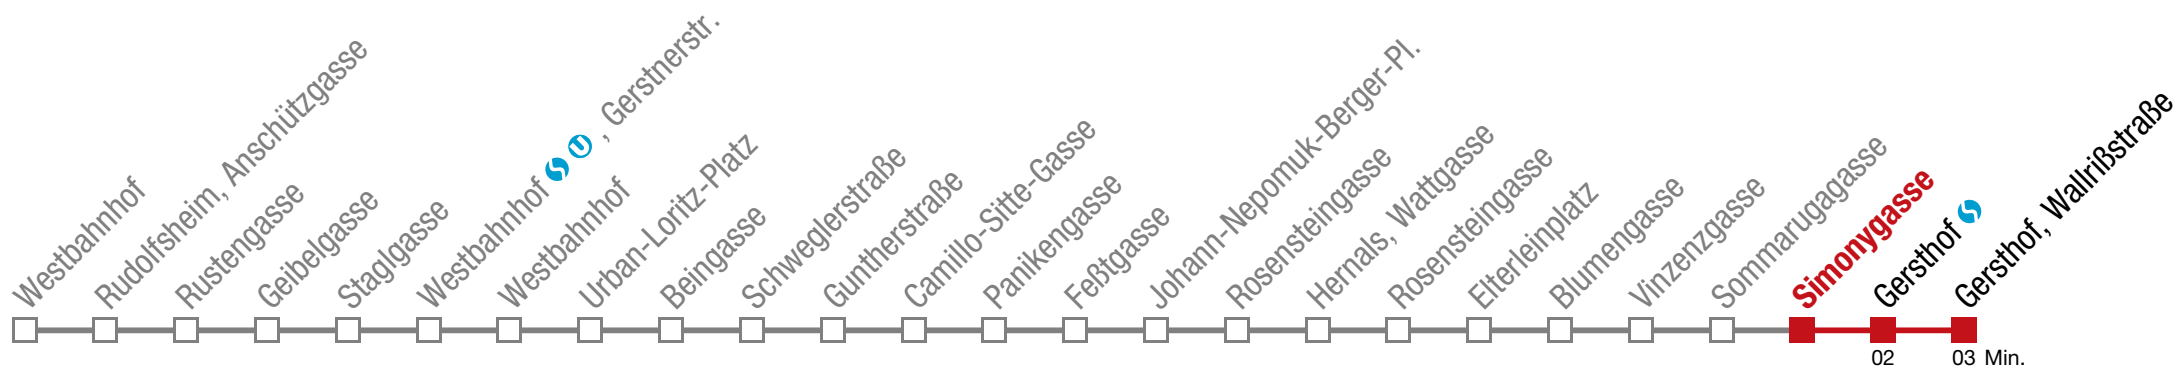 Westbahnhof
Rudolfsheim, Anschützgasse
Rustengasse
Geibelgasse
Staglgasse
Westbahnhof S U , Gerstnerstr.
Westbahnhof
Urban-Loritz-Platz
Beingasse
Schweglerstraße
Guntherstraße
Camillo-Sitte-Gasse
Panikengasse
Feßtgasse
Johann-Nepomuk-Berger-Pl.
Rosensteingasse
Hernals, Wattgasse
Rosensteingasse
Elterleinplatz
Blumengasse
Vinzenzgasse
Sommarugagasse
Simonygasse
Gersthof S
Gersthof, Wallrißstraße
02
03 Min.